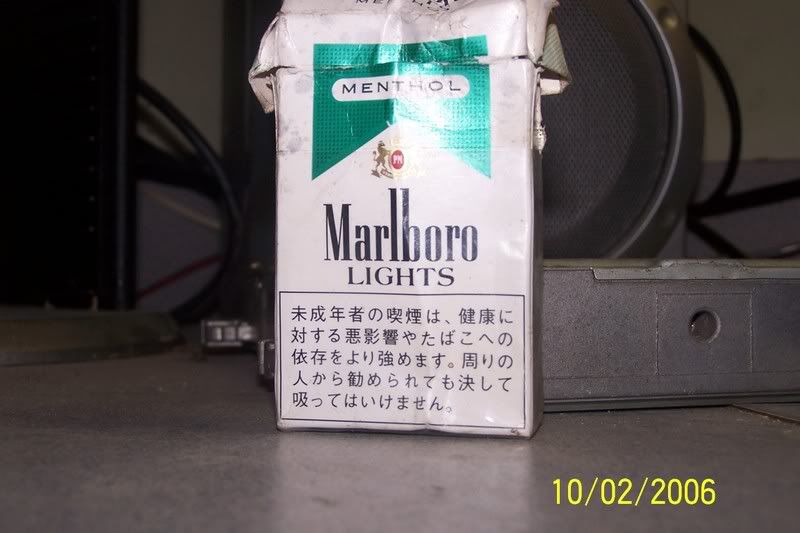 MENTHOL
PM
Marlboro
LIGHTS
未成年者の喫煙は、健康に
対する悪影響やたばこへの
依存をより強めます。周りの
人から勧められても決して
吸ってはいけません。
10/02/2006